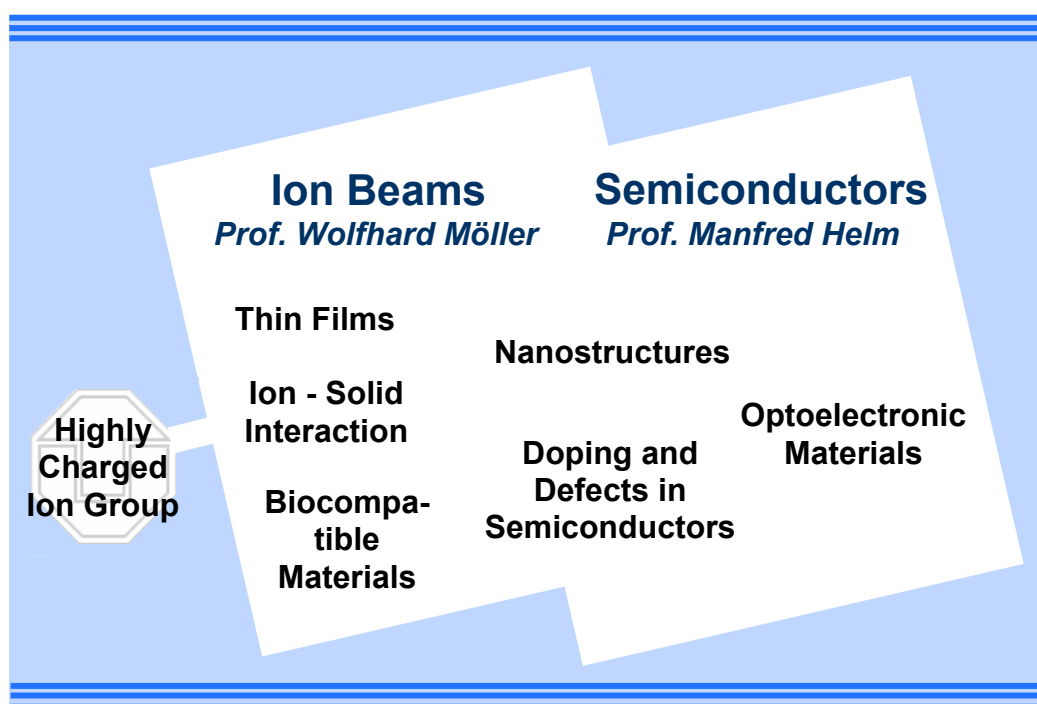 Ion Beams
Prof. Wolfhard Möller
Semiconductors
Prof. Manfred Helm
Thin Films
Nanostructures
Ion - Solid
Interaction
Optoelectronic
Materials
Highly
Charged
Ion Group
Doping and
Defects in
Semiconductors
Biocompa-
tible
Materials